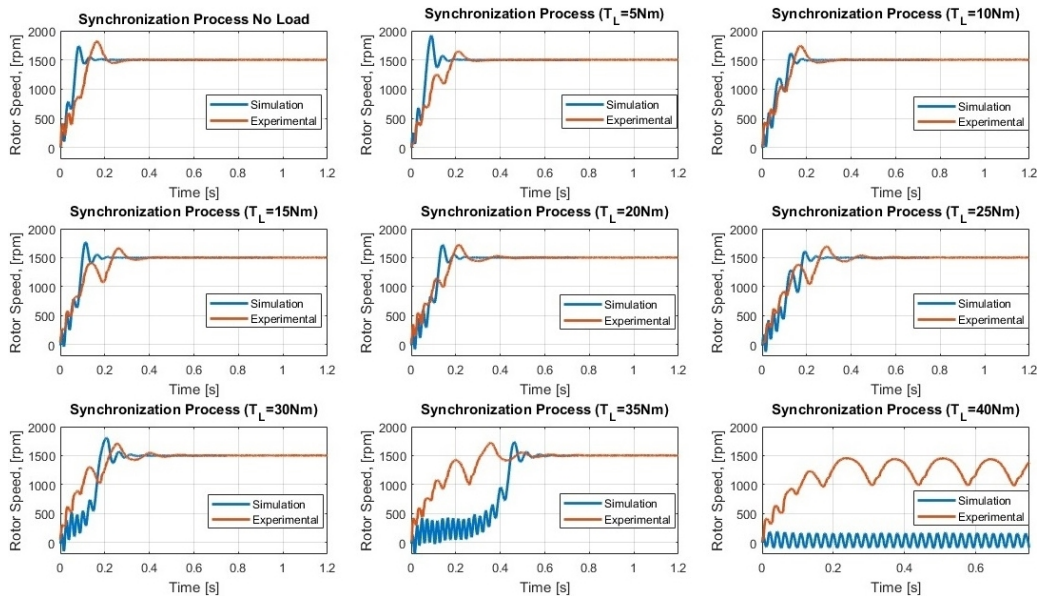 Synchronization Process No Load
Rotor Speed, [rpm]
2000
1500
1000
500
0
Simulation
Experimental
0 0.2 0.4 0.6 0.8 1 1.2
Time [s]
Synchronization Process (T_L=5Nm)
Rotor Speed, [rpm]
2000
1500
1000
500
0
Simulation
Experimental
0 0.2 0.4 0.6 0.8 1 1.2
Time [s]
Synchronization Process (T_L=10Nm)
Rotor Speed, [rpm]
2000
1500
1000
500
0
Simulation
Experimental
0 0.2 0.4 0.6 0.8 1 1.2
Time [s]
Synchronization Process (T_L=15Nm)
Rotor Speed, [rpm]
2000
1500
1000
500
0
Simulation
Experimental
0 0.2 0.4 0.6 0.8 1 1.2
Time [s]
Synchronization Process (T_L=20Nm)
Rotor Speed, [rpm]
2000
1500
1000
500
0
Simulation
Experimental
0 0.2 0.4 0.6 0.8 1 1.2
Time [s]
Synchronization Process (T_L=25Nm)
Rotor Speed, [rpm]
2000
1500
1000
500
0
Simulation
Experimental
0 0.2 0.4 0.6 0.8 1 1.2
Time [s]
Synchronization Process (T_L=30Nm)
Rotor Speed, [rpm]
2000
1500
1000
500
0
Simulation
Experimental
0 0.2 0.4 0.6 0.8 1 1.2
Time [s]
Synchronization Process (T_L=35Nm)
Rotor Speed, [rpm]
2000
1500
1000
500
0
Simulation
Experimental
0 0.2 0.4 0.6 0.8 1 1.2
Time [s]
Synchronization Process (T_L=40Nm)
Rotor Speed, [rpm]
2000
1500
1000
500
0
Simulation
Experimental
0 0.2 0.4 0.6
Time [s]